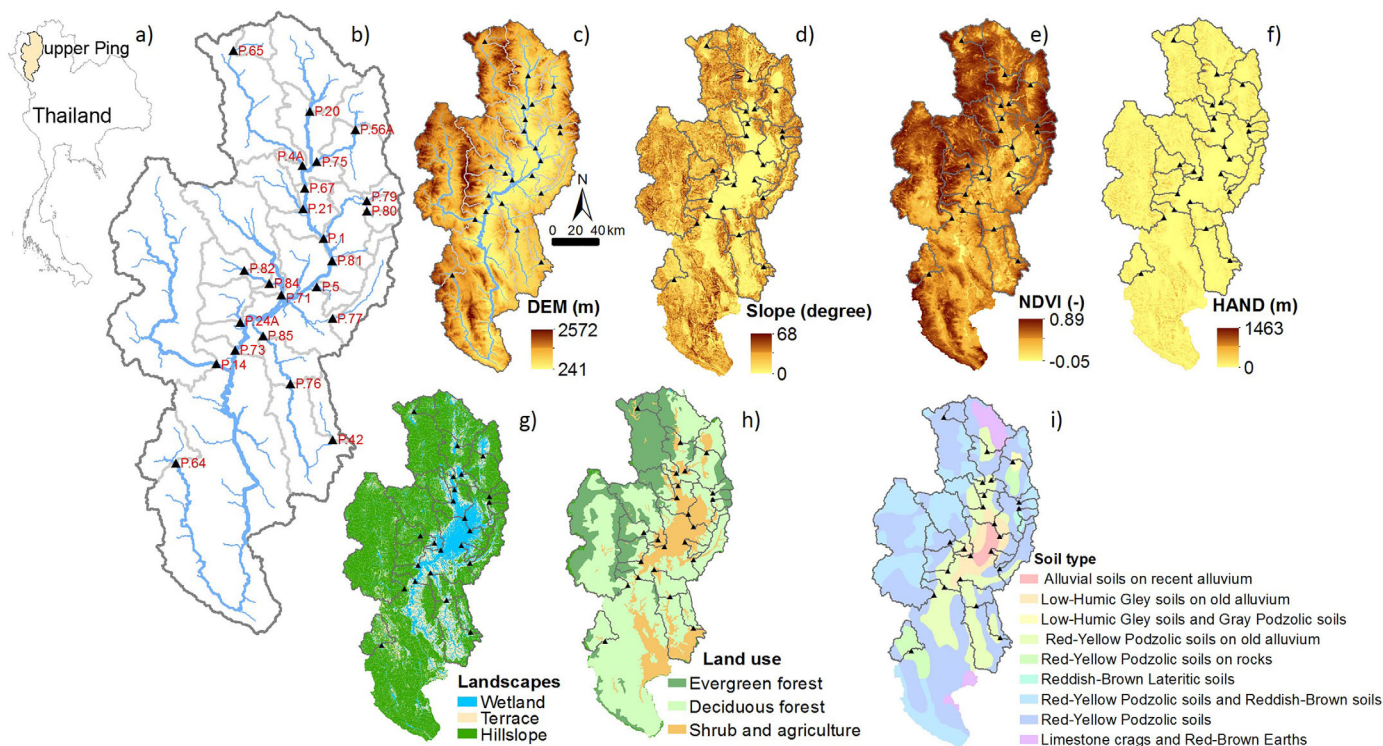 a)
upper Ping
Thailand
b)
P.65
P.20
P.56A
P.4A
P.75
P.67
P.79
P.21
P.80
P.1
P.81
P.82
P.84
P.5
P.71
P.24A
P.77
P.85
P.73
P.14
P.76
P.42
P.64
c)
N
0 20 40 km
DEM (m)
2572
241
d)
Slope (degree)
68
0
e)
NDVI (-)
0.89
-0.05
f)
HAND (m)
1463
0
g)
Landscapes
Wetland
Terrace
Hillslope
h)
Land use
Evergreen forest
Deciduous forest
Shrub and agriculture
i)
Soil type
Alluvial soils on recent alluvium
Low-Humic Gley soils on old alluvium
Low-Humic Gley soils and Gray Podzolic soils
Red-Yellow Podzolic soils on old alluvium
Red-Yellow Podzolic soils on rocks
Reddish-Brown Lateritic soils
Red-Yellow Podzolic soils and Reddish-Brown soils
Red-Yellow Podzolic soils
Limestone crags and Red-Brown Earths